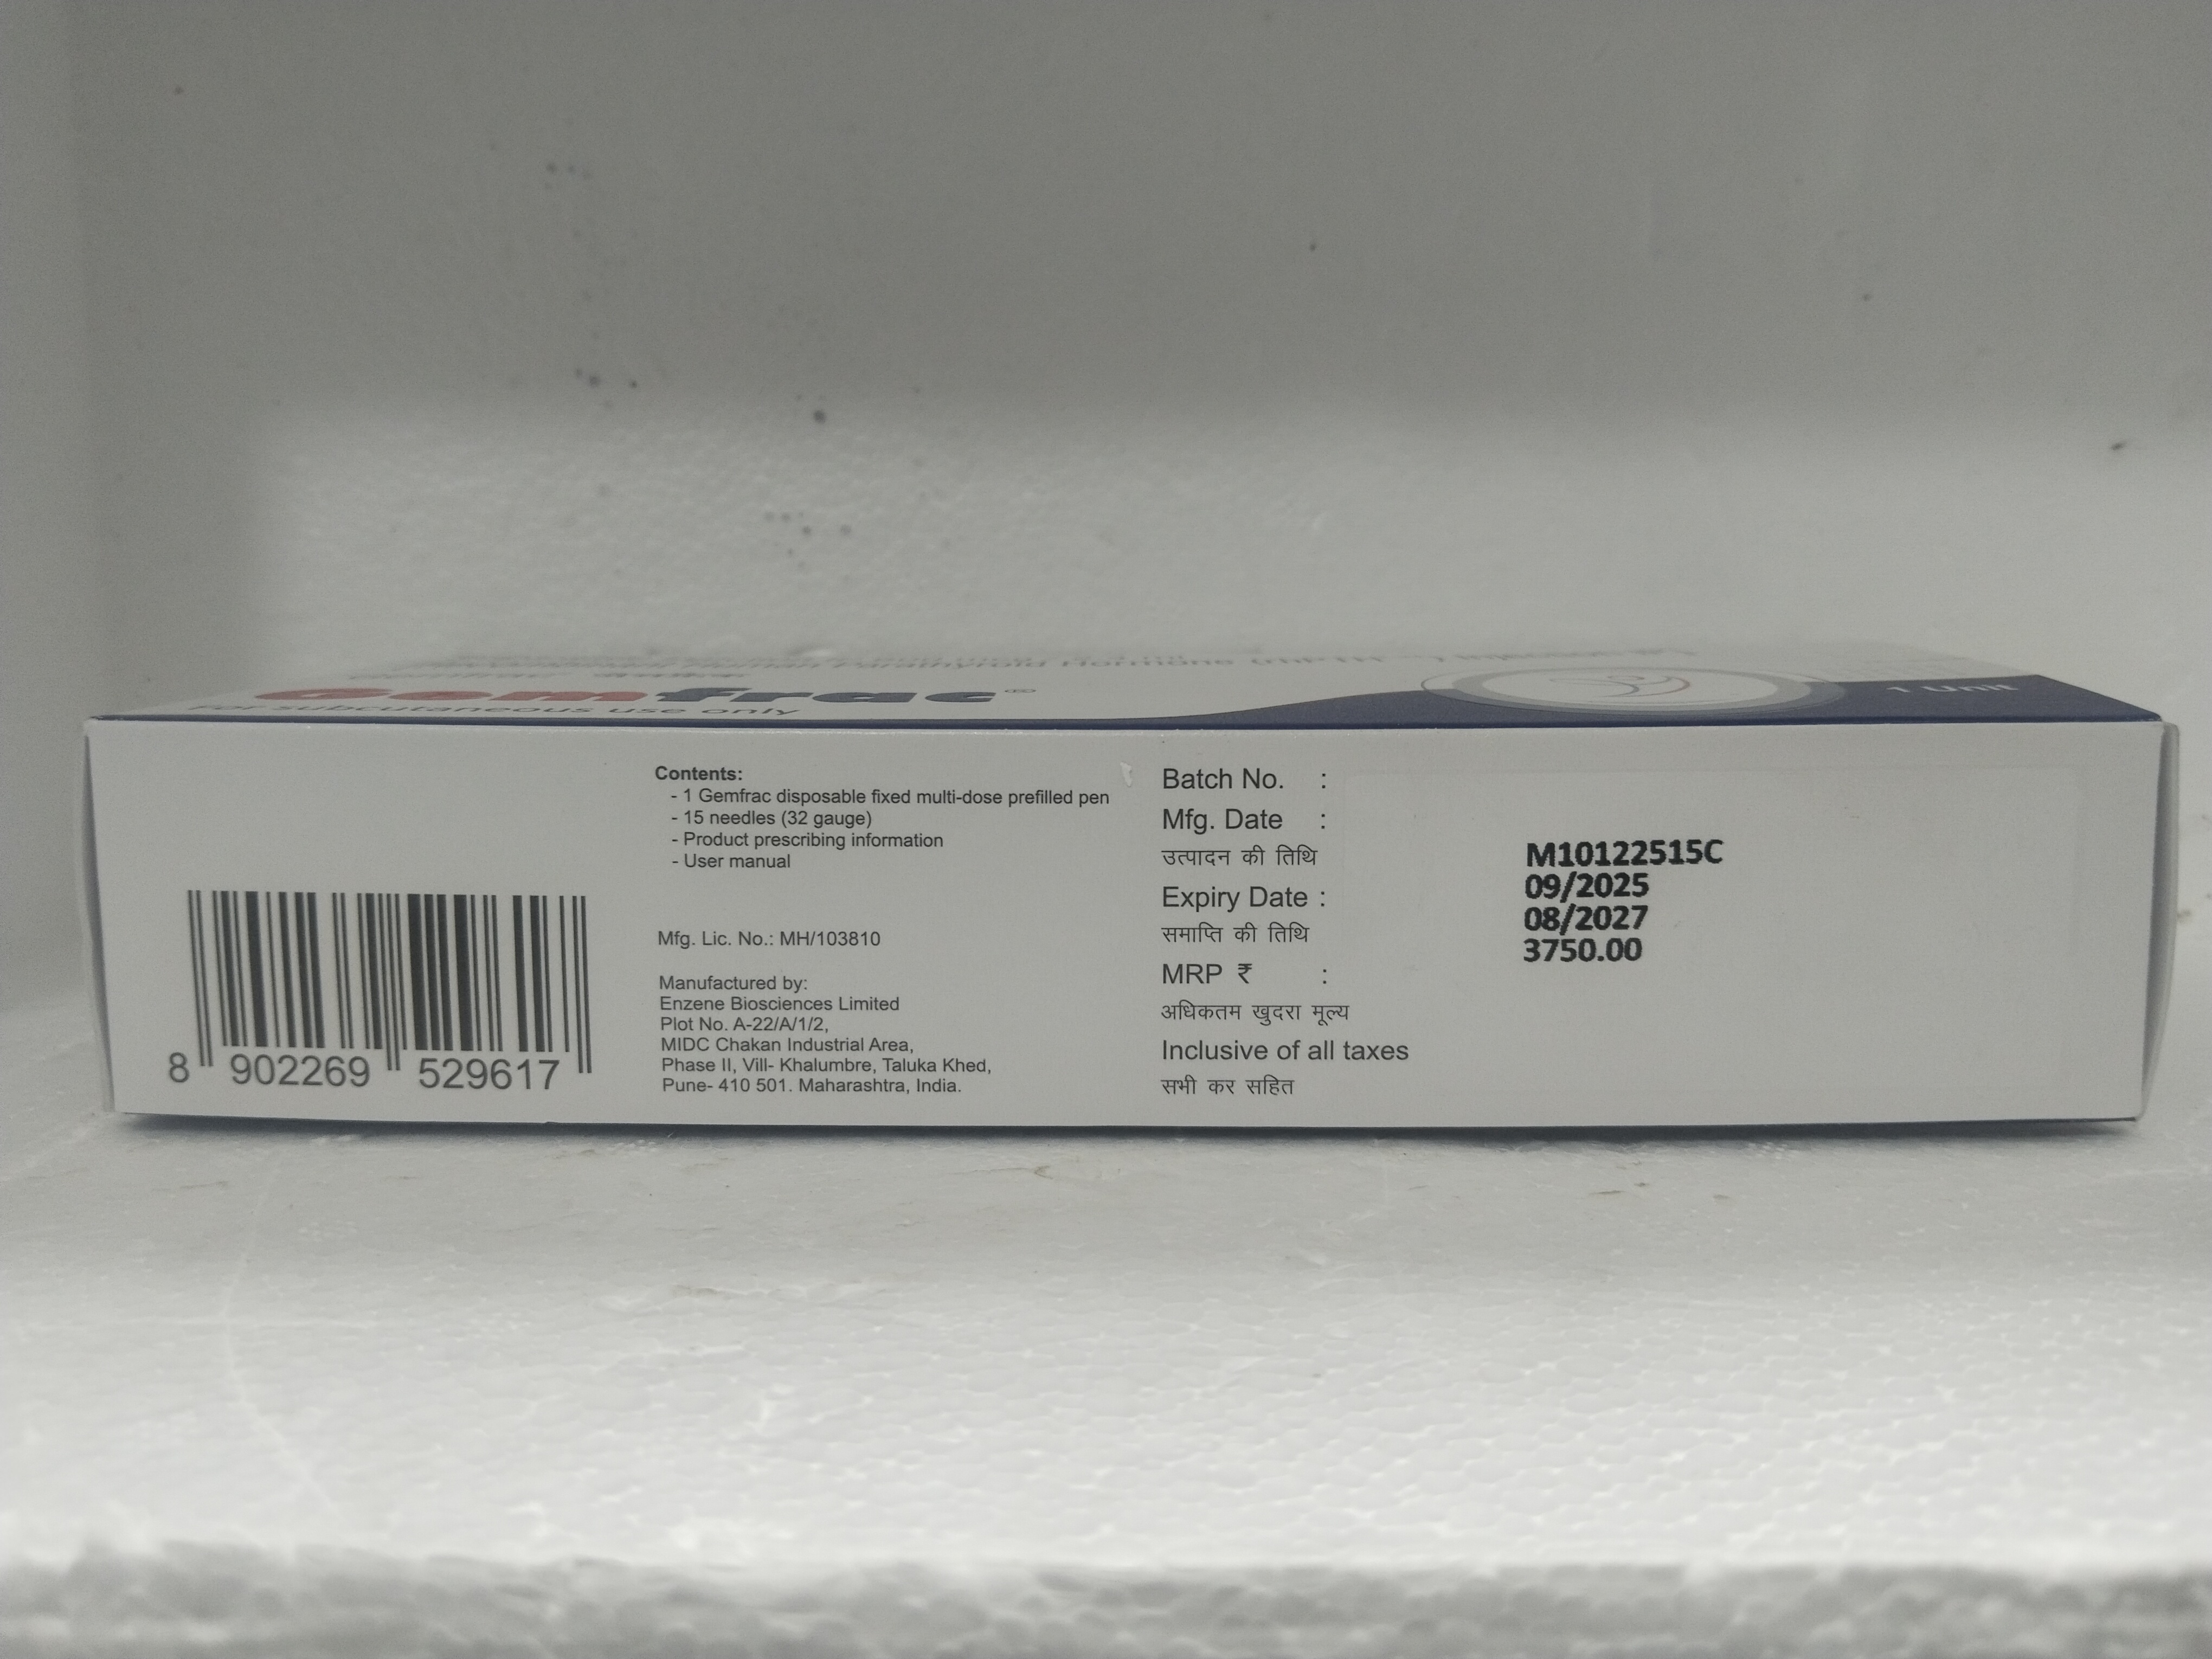 Human Parathyroid Hormone
Gemfrac®
For subcutaneous use only
1 Unit
Contents:
- 1 Gemfrac disposable fixed multi-dose prefilled pen
- 15 needles (32 gauge)
- Product prescribing information
- User manual
Mfg. Lic. No.: MH/103810
Manufactured by:
Enzene Biosciences Limited
Plot No. A-22/A/1/2,
MIDC Chakan Industrial Area,
Phase II, Vill- Khalumbre, Taluka Khed,
Pune- 410 501. Maharashtra, India.
8 902269 529617
Batch No. :
Mfg. Date :
उत्पादन की तिथि
Expiry Date :
समाप्ति की तिथि
MRP ₹ :
अधिकतम खुदरा मूल्य
Inclusive of all taxes
सभी कर सहित
M10122515C
09/2025
08/2027
3750.00